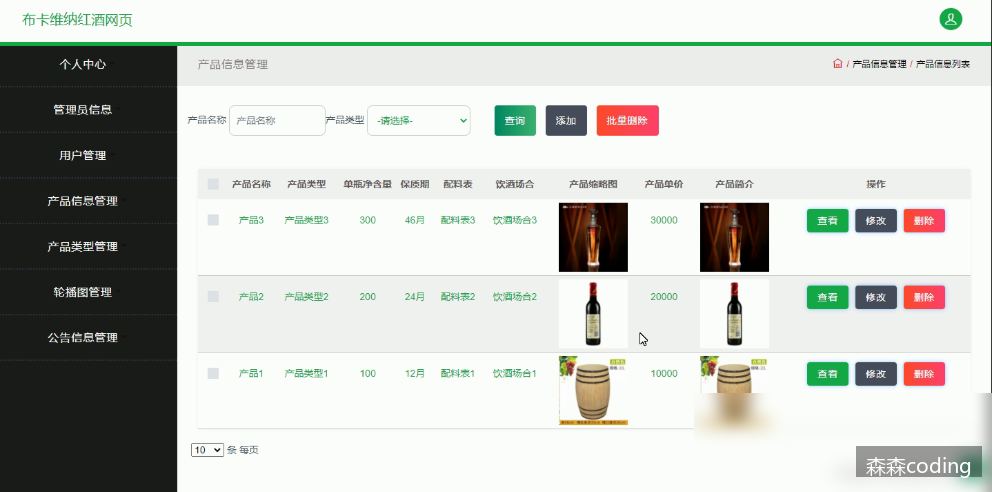 布卡维纳红酒网页
个人中心
管理员信息
用户管理
产品信息管理
产品类型管理
轮播图管理
公告信息管理
产品信息管理
/ 产品信息管理 / 产品信息列表
产品名称 产品名称 产品类型 -请选择- 查询 添加 批量删除
产品名称 产品类型 单瓶净含量 保质期 配料表 饮酒场合 产品缩略图 产品单价 产品简介 操作
产品3 产品类型3 300 46月 配料表3 饮酒场合3 30000 查看 修改 删除
产品2 产品类型2 200 24月 配料表2 饮酒场合2 20000 查看 修改 删除
产品1 产品类型1 100 12月 配料表1 饮酒场合1 10000 查看 修改 删除
10 条 每页
森森coding